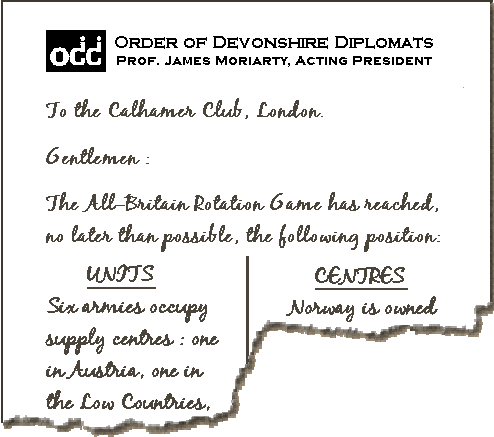 odd
ORDER OF DEVONSHIRE DIPLOMATS
PROF. JAMES MORIARTY, ACTING PRESIDENT
To the Calhamer Club, London.
Gentlemen :
The All-Britain Rotation Game has reached,
no later than possible, the following position:
UNITS
Six armies occupy
supply centres : one
in Austria, one in
the Low Countries,
CENTRES
Norway is owned